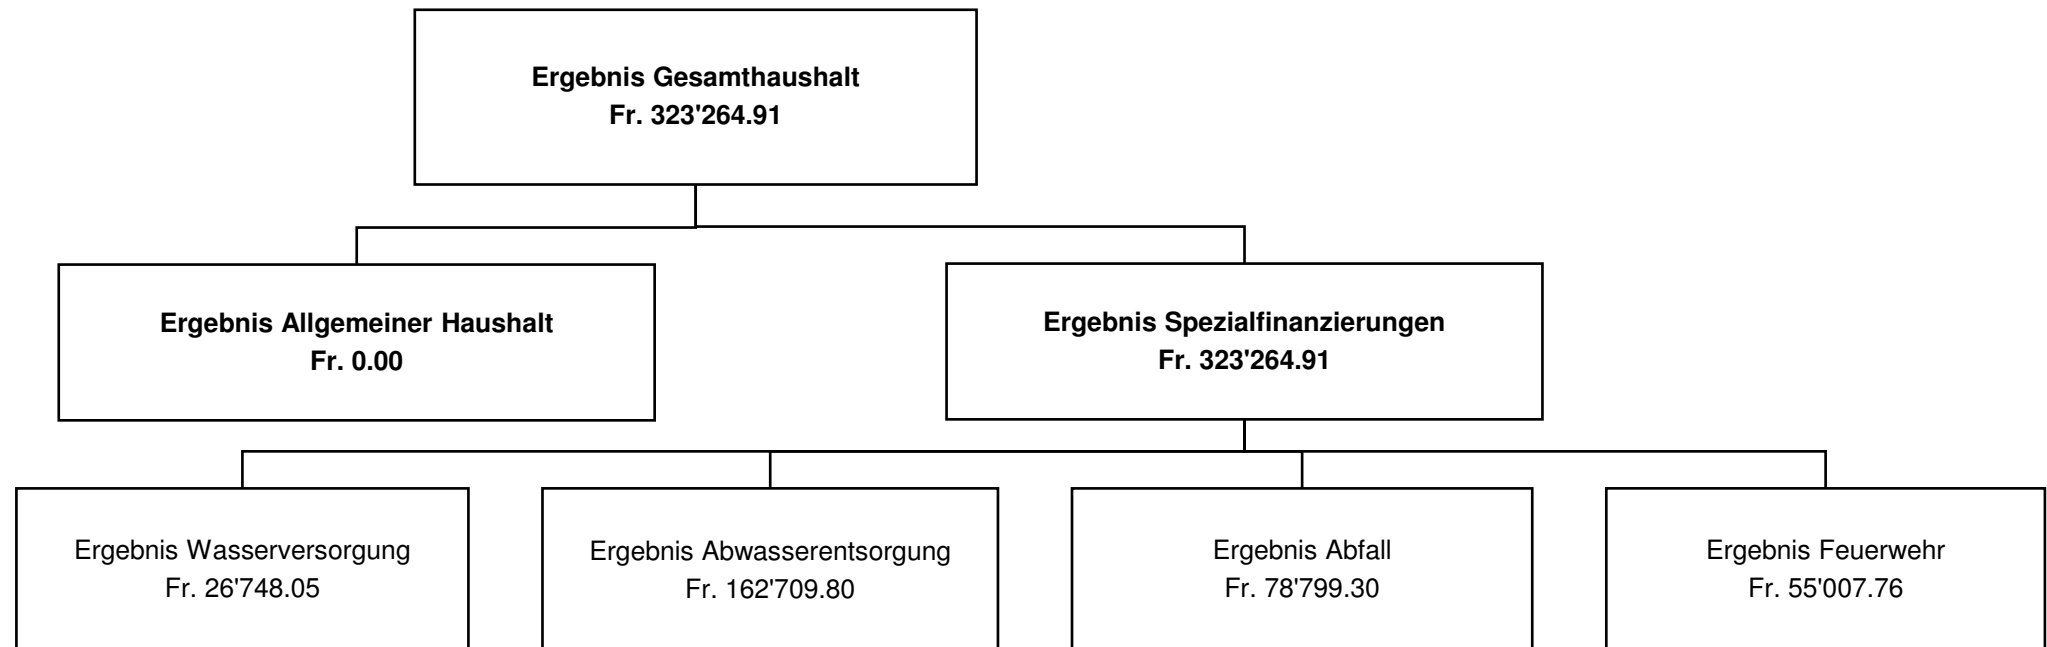 Ergebnis Gesamthaushalt
Fr. 323'264.91
Ergebnis Allgemeiner Haushalt
Fr. 0.00
Ergebnis Spezialfinanzierungen
Fr. 323'264.91
Ergebnis Wasserversorgung
Fr. 26'748.05
Ergebnis Abwasserentsorgung
Fr. 162'709.80
Ergebnis Abfall
Fr. 78'799.30
Ergebnis Feuerwehr
Fr. 55'007.76